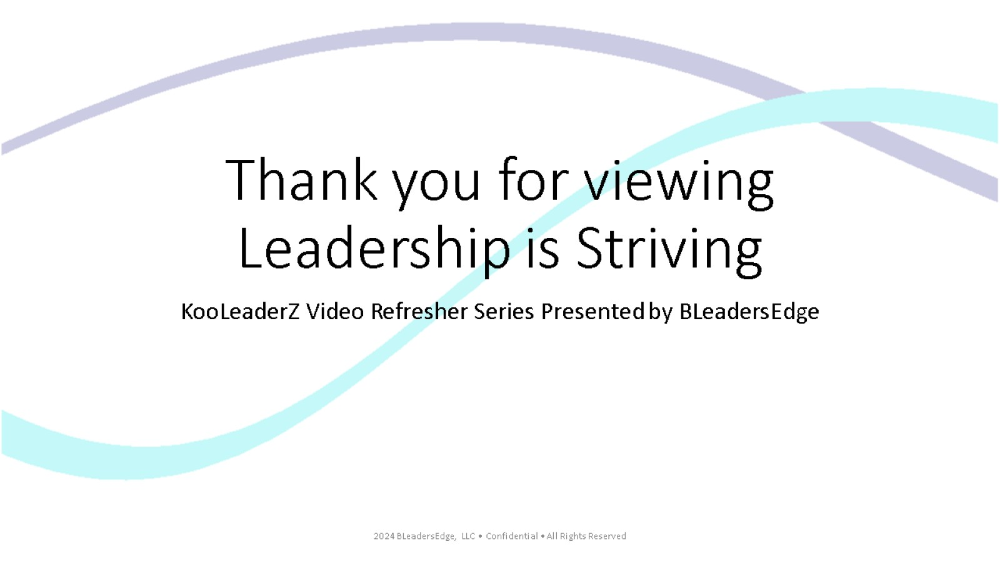 Thank you for viewing
Leadership is Striving
KooLeaderZ Video Refresher Series Presented by BLeadersEdge
2024 BLeadersEdge, LLC • Confidential • All Rights Reserved